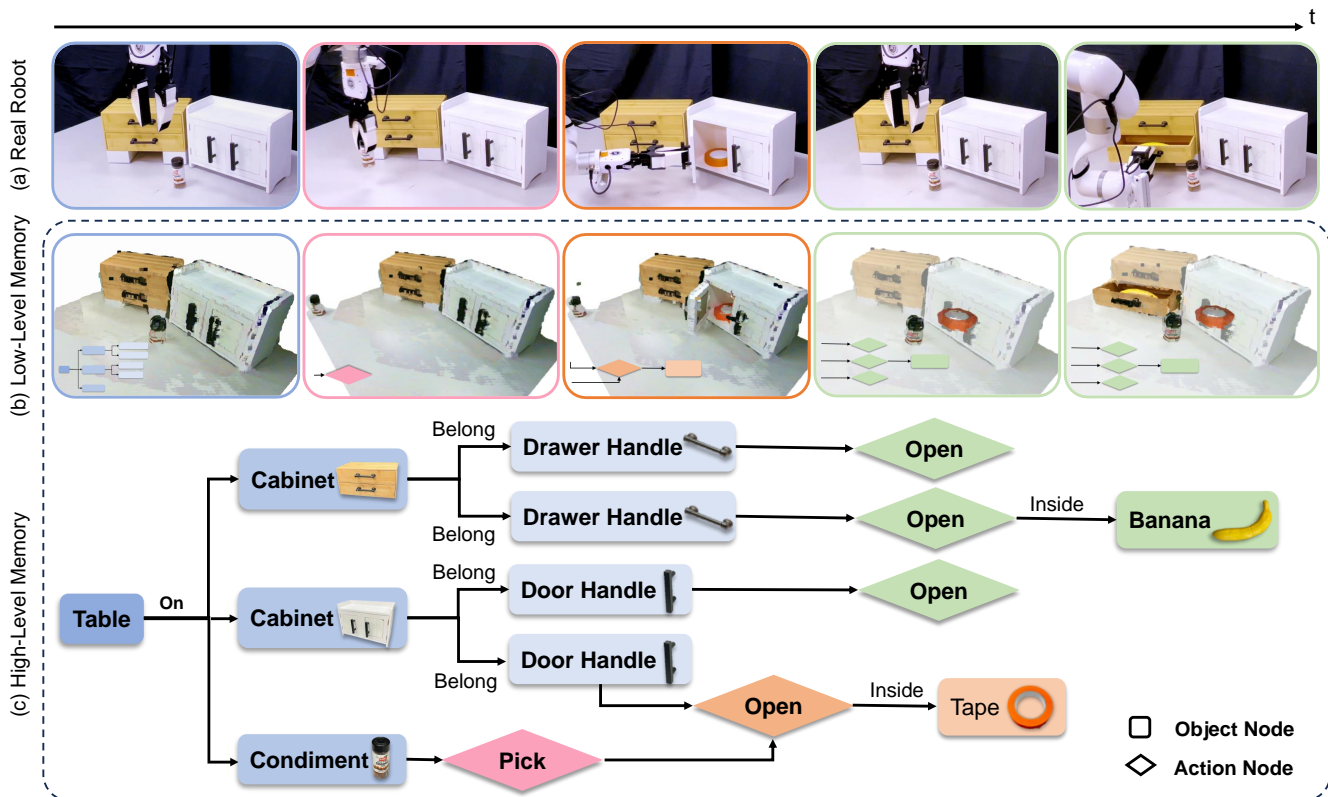 t
(a) Real Robot
(b) Low-Level Memory
(c) High-Level Memory
Belong
Drawer Handle
Open
Cabinet
Drawer Handle
Open
Inside
Banana
Belong
Belong
Door Handle
Open
Table
On
Cabinet
Door Handle
Belong
Open
Inside
Tape
Condiment
Pick
Object Node
Action Node